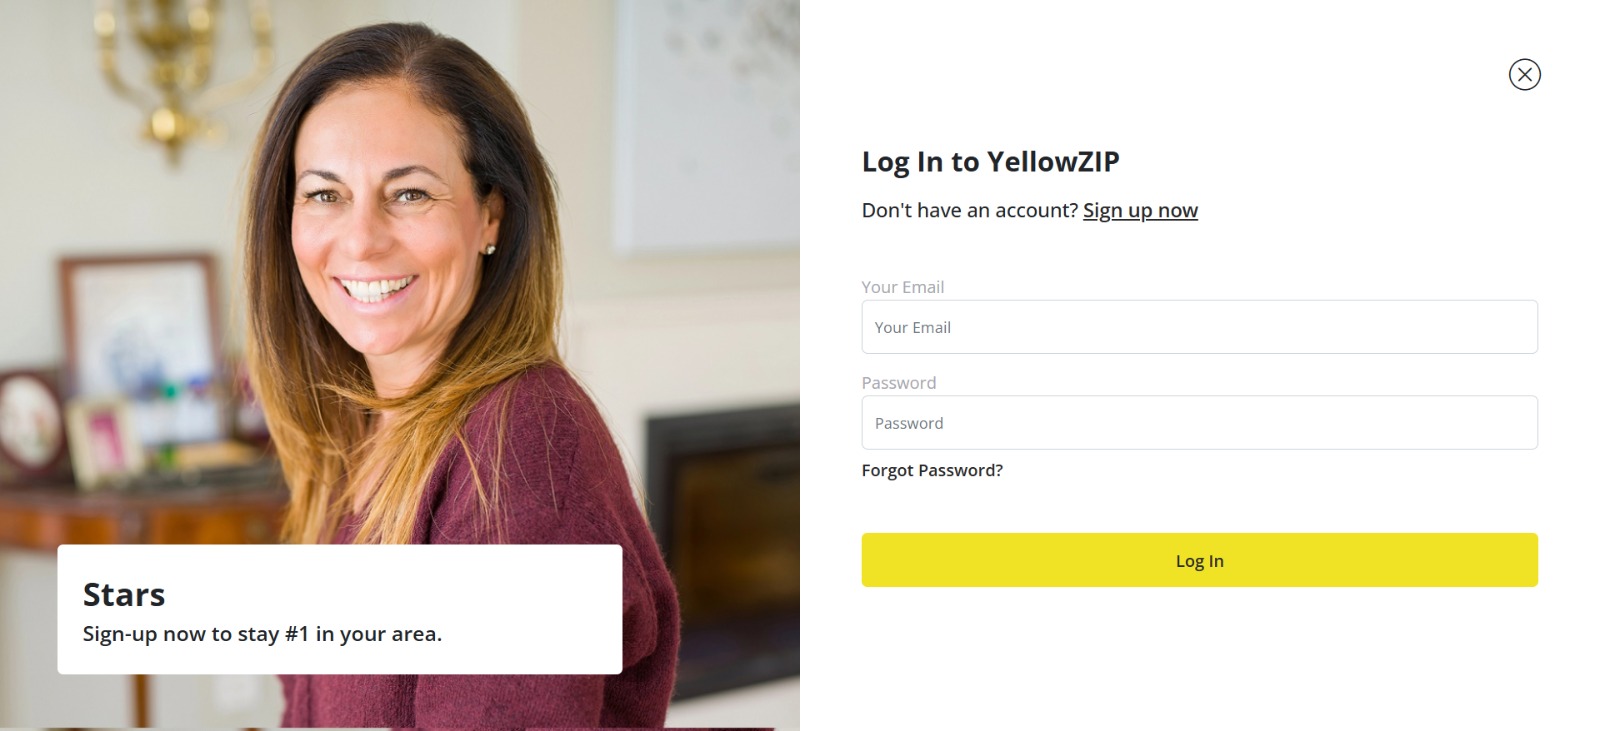 Log In to YellowZIP
Don't have an account? Sign up now
Your Email
Your Email
Password
Password
Forgot Password?
Log In
Stars
Sign-up now to stay #1 in your area.